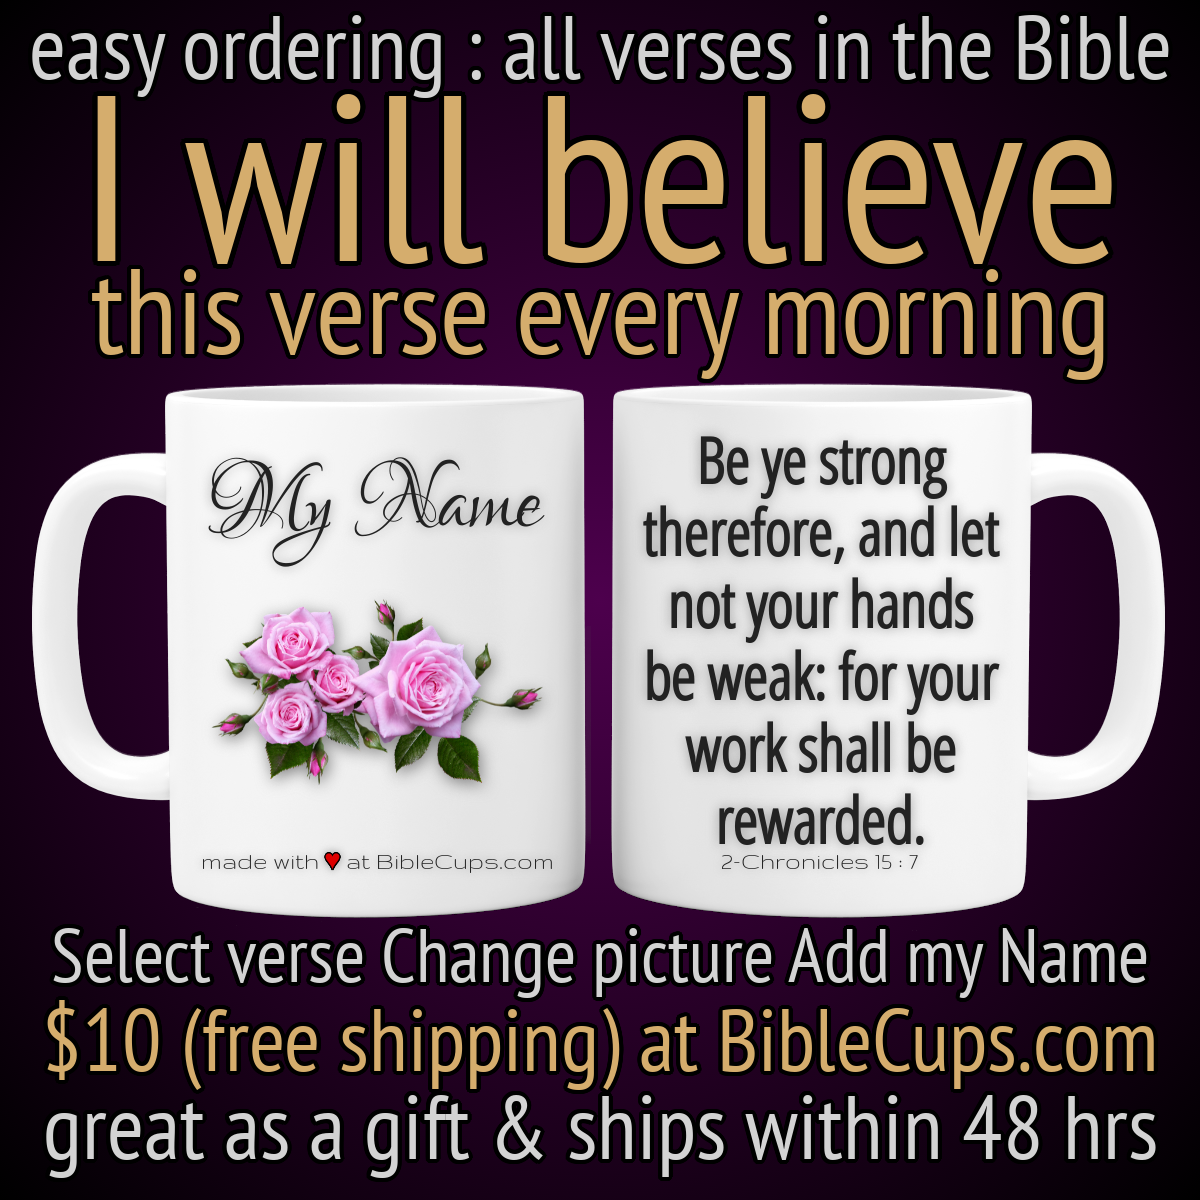 easy ordering : all verses in the Bible
I will believe
this verse every morning
My Name
made with ♥ at BibleCups.com
Be ye strong
therefore, and let
not your hands
be weak: for your
work shall be
rewarded.
2-Chronicles 15 : 7
Select verse Change picture Add my Name
$10 (free shipping) at BibleCups.com
great as a gift & ships within 48 hrs